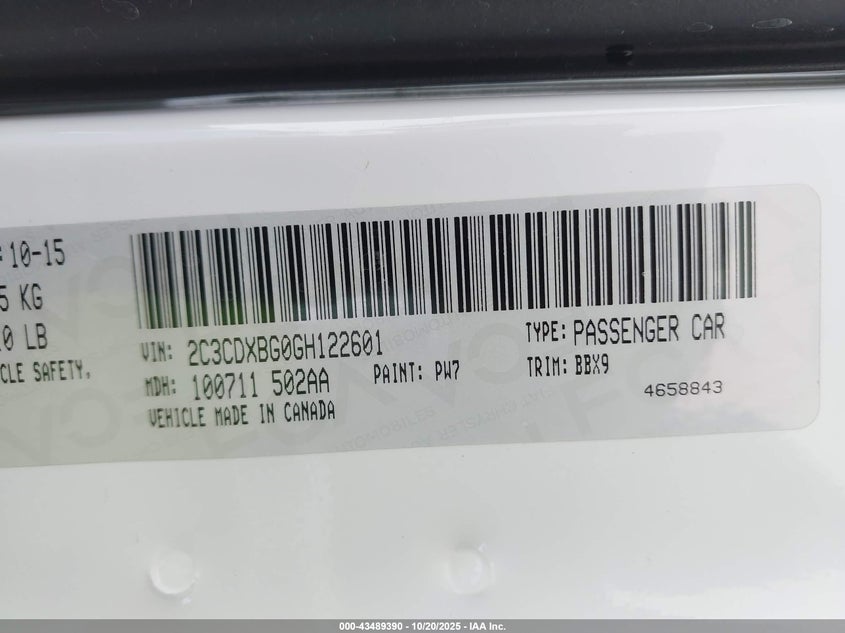 : 10-15
5 KG
0 LB
CLE SAFETY.
VIN: 2C3CDXBG0GH122601
TYPE: PASSENGER CAR
MDH: 100711 502AA
PAINT: PW7
TRIM: BBX9
VEHICLE MADE IN CANADA
4658843
000-43489390 - 10/20/2025 - IAA Inc.